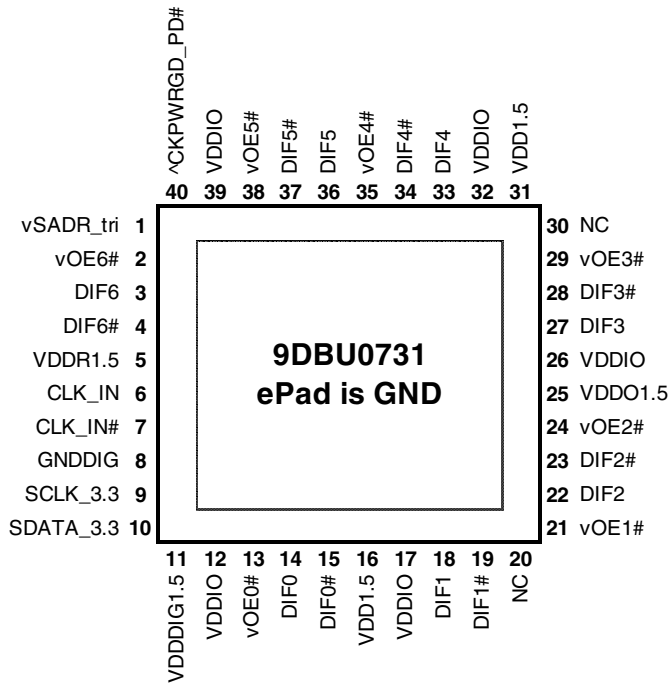 ^CKPWRGD_PD#
VDDIO
vOE5#
DIF5#
DIF5
vOE4#
DIF4#
DIF4
VDDIO
VDD1.5
40 39 38 37 36 35 34 33 32 31
vSADR_tri 1
vOE6# 2
DIF6 3
DIF6# 4
VDDR1.5 5
CLK_IN 6
CLK_IN# 7
GNDDIG 8
SCLK_3.3 9
SDATA_3.3 10
9DBU0731
ePad is GND
30 NC
29 vOE3#
28 DIF3#
27 DIF3
26 VDDIO
25 VDDO1.5
24 vOE2#
23 DIF2#
22 DIF2
21 vOE1#
11 12 13 14 15 16 17 18 19 20
VDDDIG1.5
VDDIO
vOE0#
DIF0
DIF0#
VDD1.5
VDDIO
DIF1
DIF1#
NC